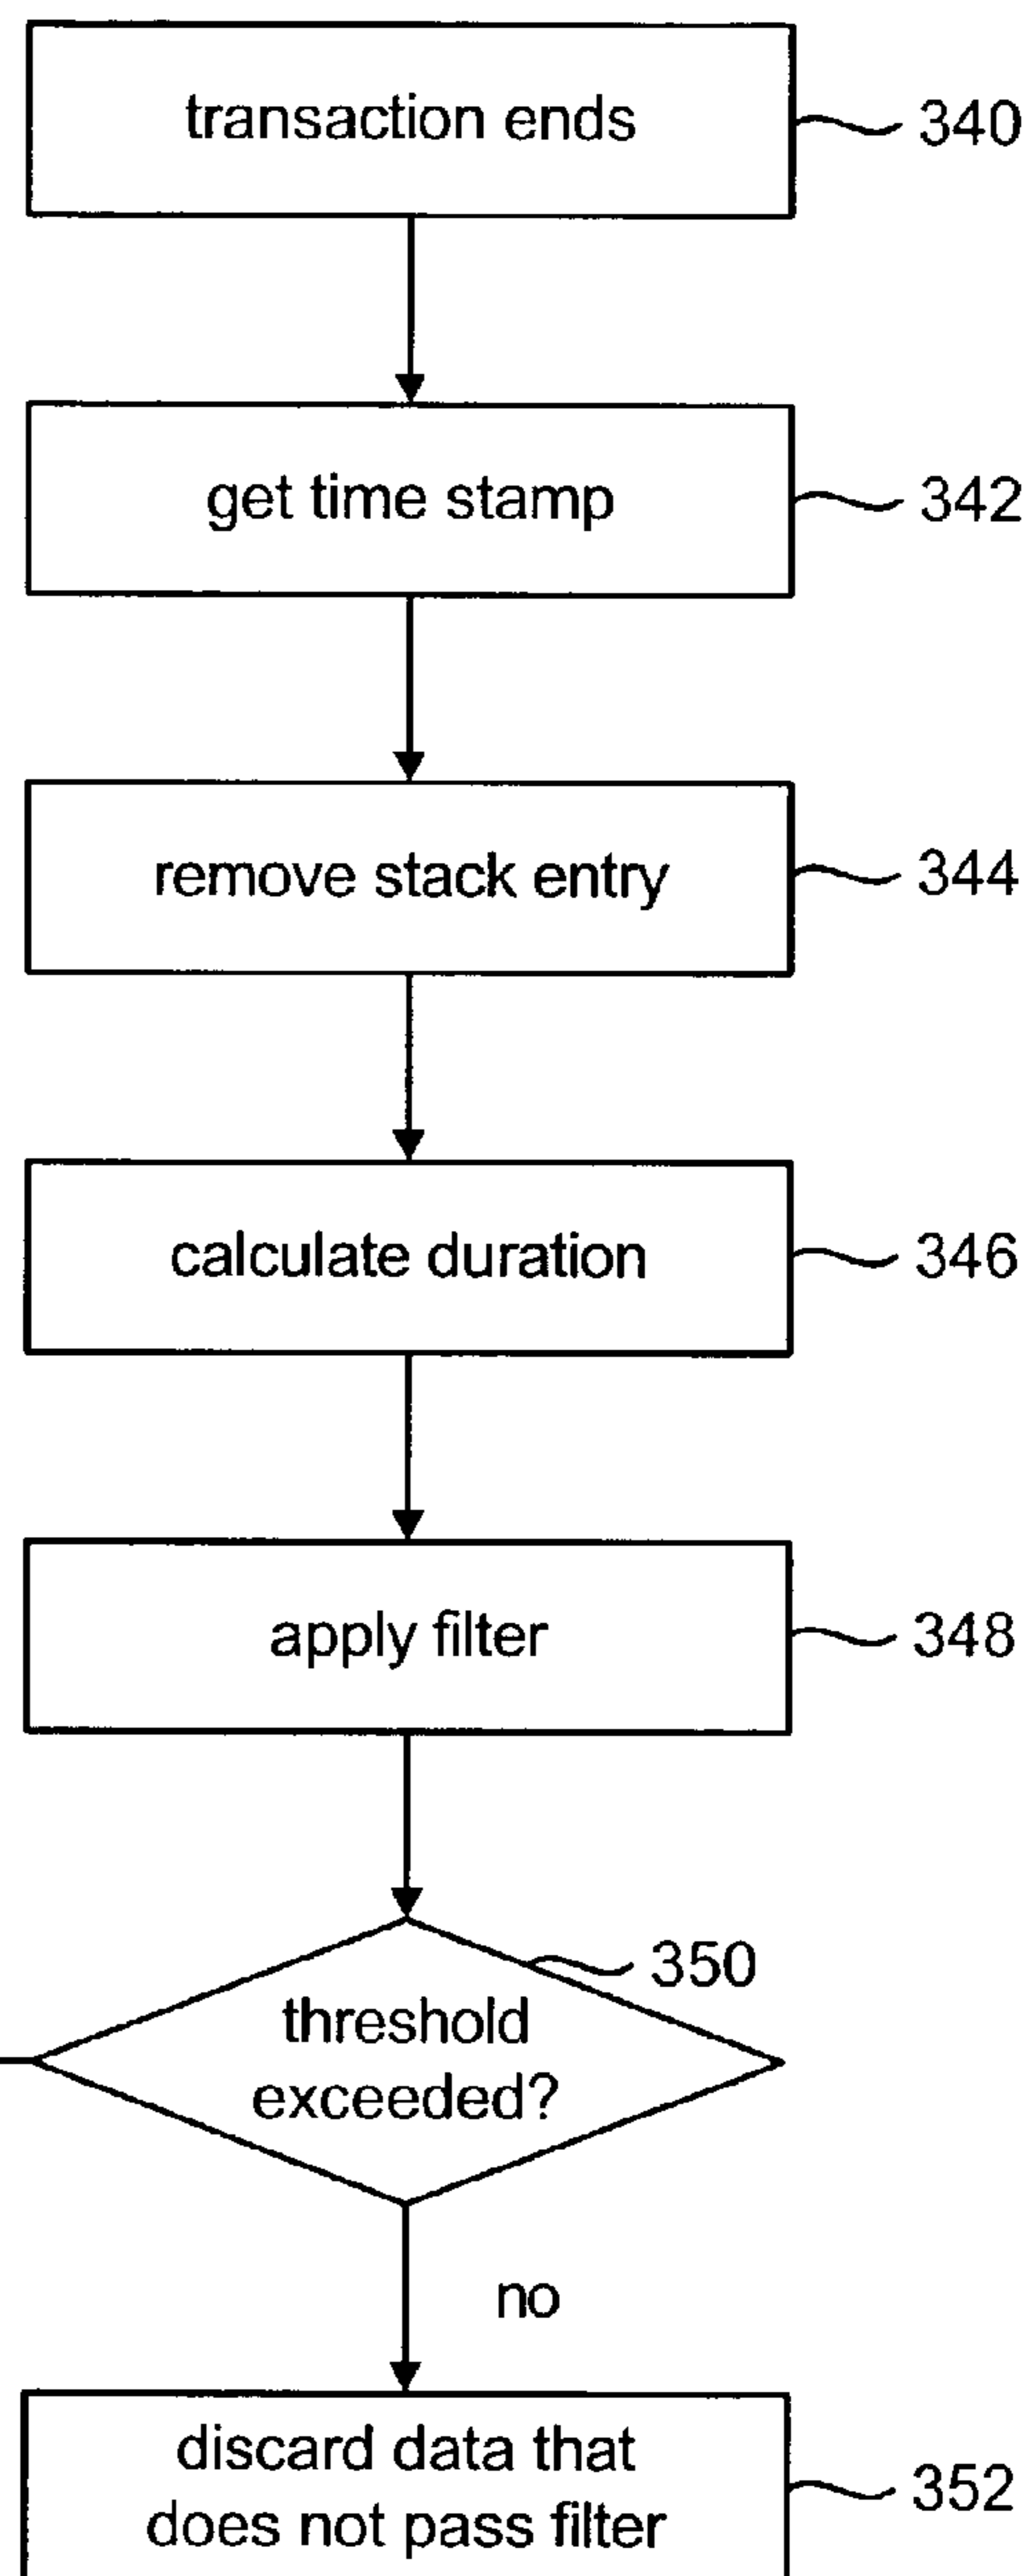 transaction ends
340
get time stamp
342
remove stack entry
344
calculate duration
346
apply filter
348
350
threshold
exceeded?
no
discard data that
does not pass filter
352